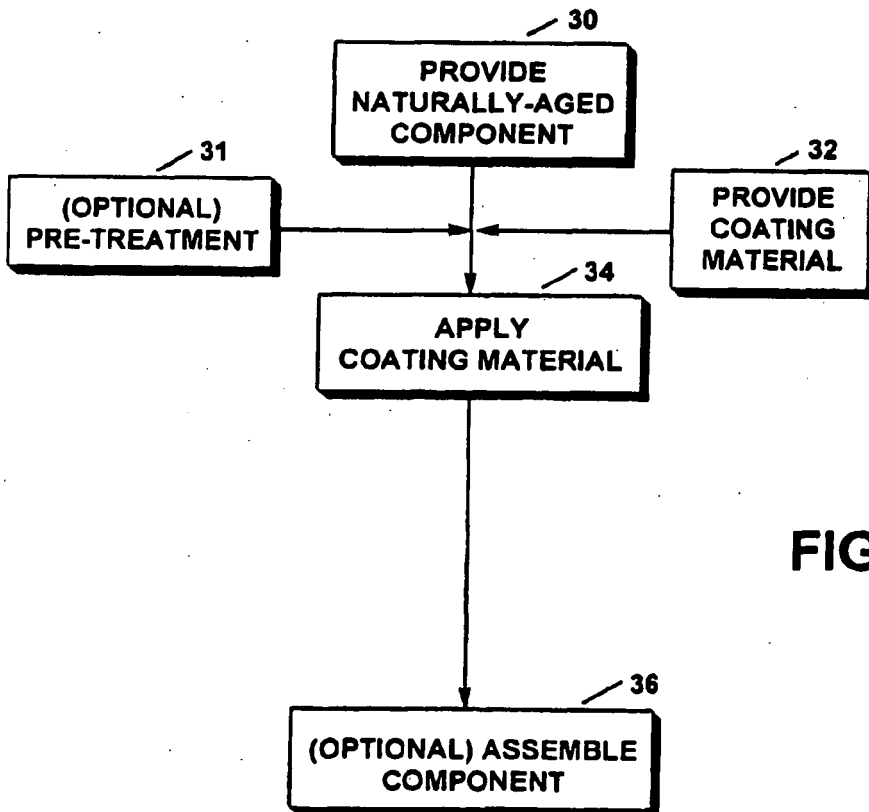 30
PROVIDE
NATURALLY-AGED
COMPONENT
31
(OPTIONAL)
PRE-TREATMENT
32
PROVIDE
COATING
MATERIAL
34
APPLY
COATING MATERIAL
FIG
36
(OPTIONAL) ASSEMBLE
COMPONENT